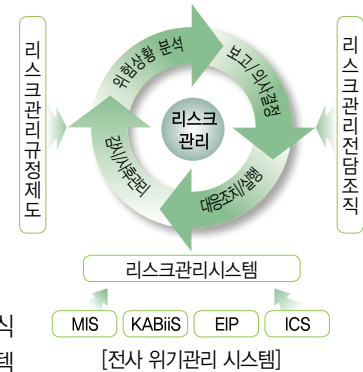 리스크관리규정제도
위험상황 분석
보고/의사결정
리스크
관리
감시/사후관리
대응조치/실행
리스크관리전담조직
리스크관리시스템
식
MIS
KABiiS
EIP
ICS
텍
[전사 위기관리 시스템]